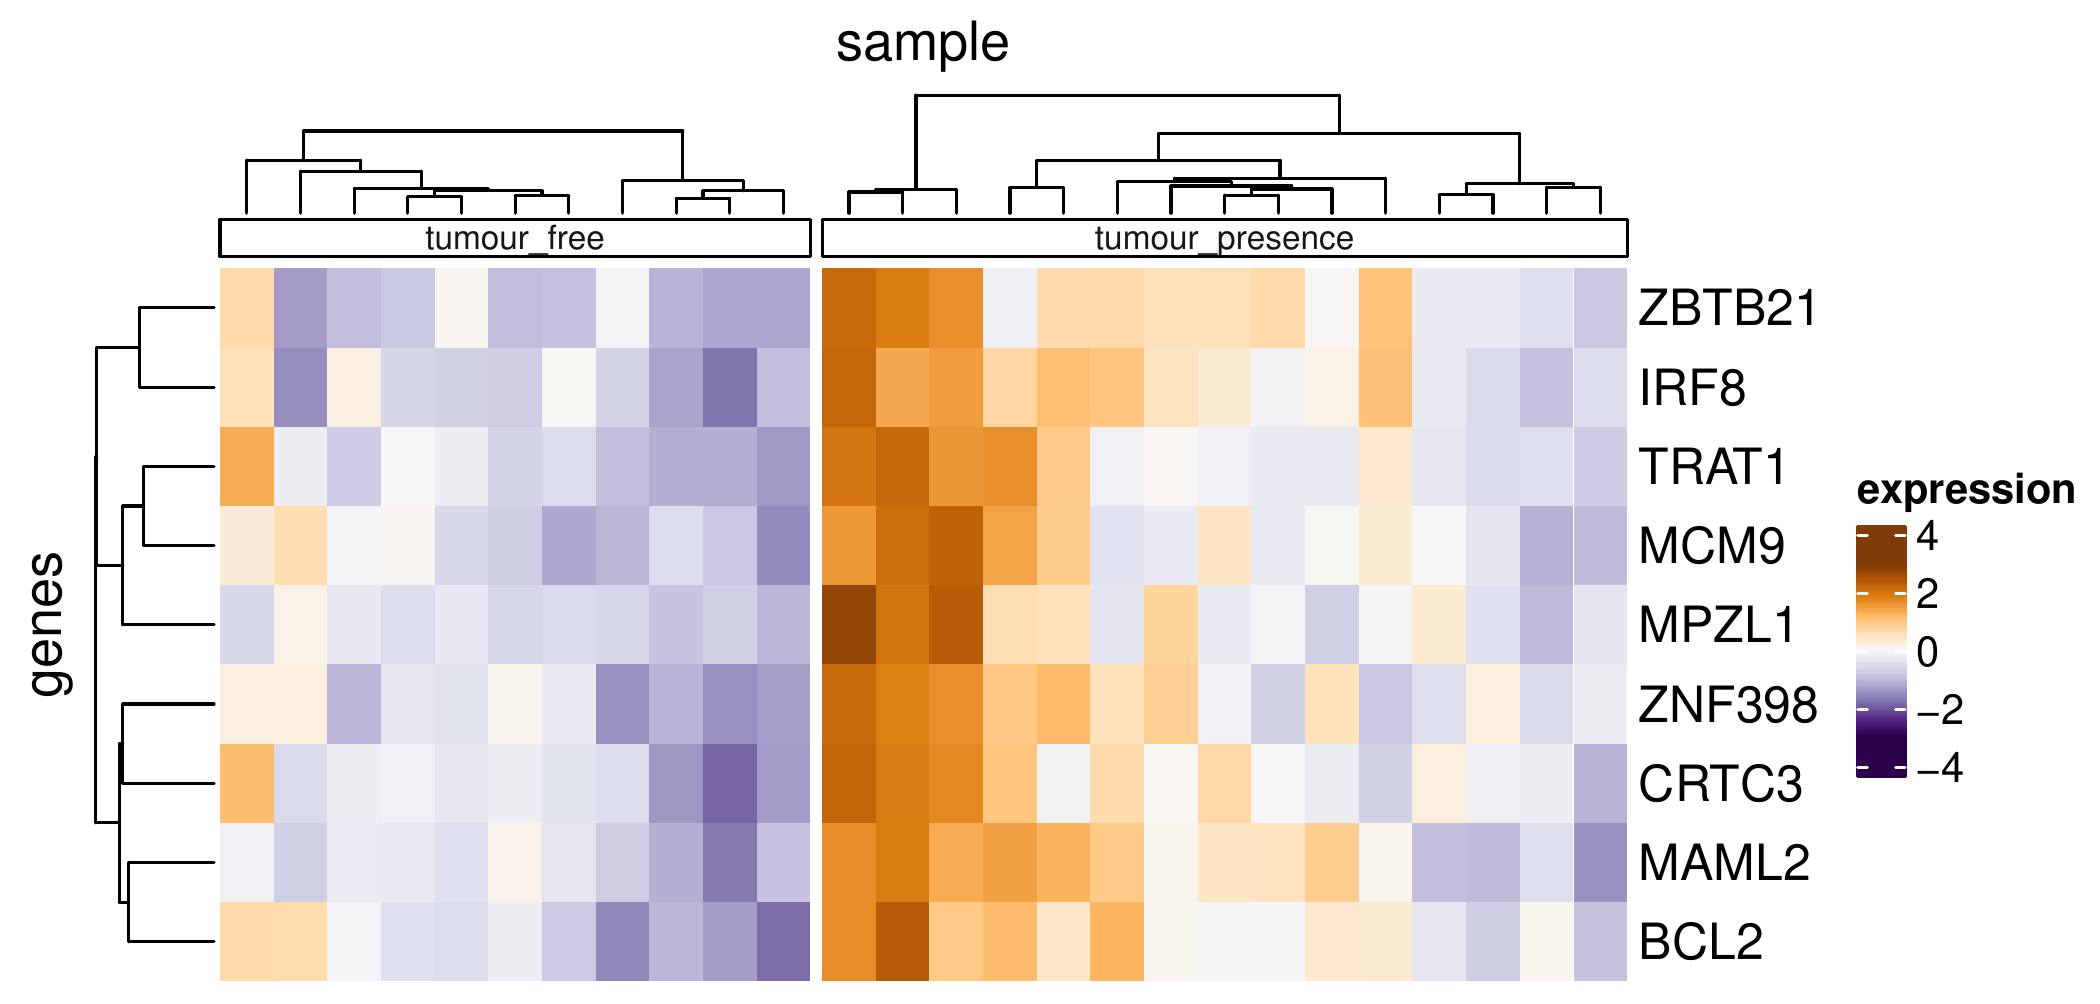 sample
tumour_free
tumour_presence
ZBTB21
IRF8
TRAT1
MCM9
MPZL1
ZNF398
CRTC3
MAML2
BCL2
genes
expression
4
2
0
−2
−4